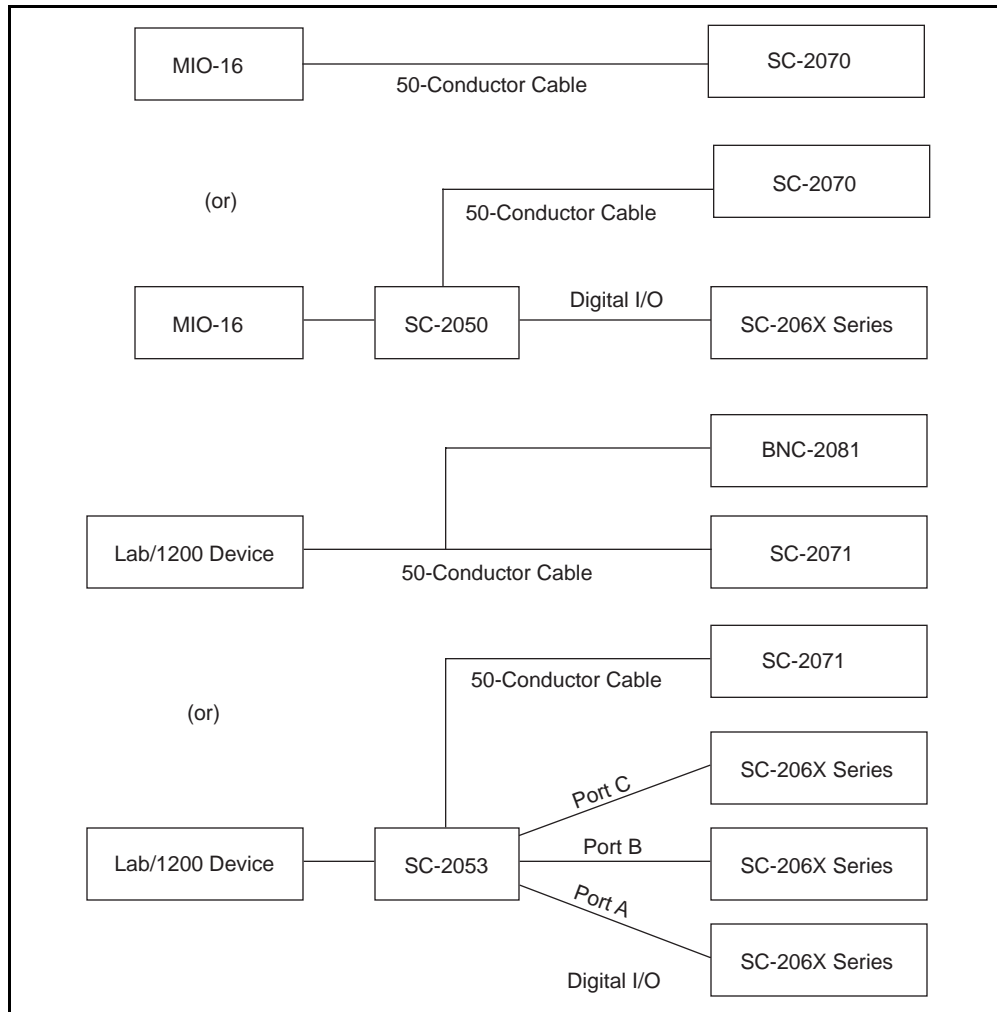 MIO-16
SC-2070
50-Conductor Cable
SC-2070
(or)
50-Conductor Cable
Digital I/O
MIO-16
SC-2050
SC-206X Series
BNC-2081
Lab/1200 Device
SC-2071
50-Conductor Cable
SC-2071
50-Conductor Cable
(or)
SC-206X Series
Port C
Port B
Lab/1200 Device
SC-2053
SC-206X Series
Port A
SC-206X Series
Digital I/O